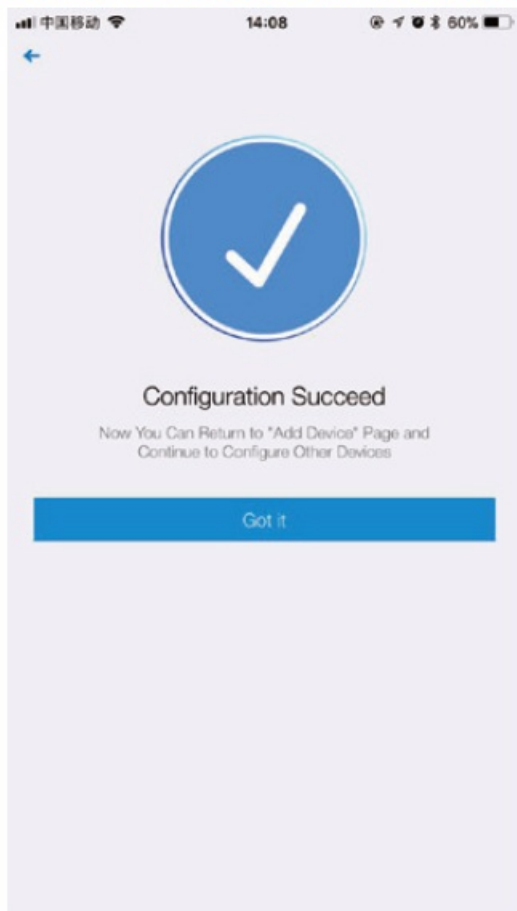 中国移动 14:08 60%
Configuration Succeed
Now You Can Return to "Add Device" Page and
Continue to Configure Other Devices
Got it